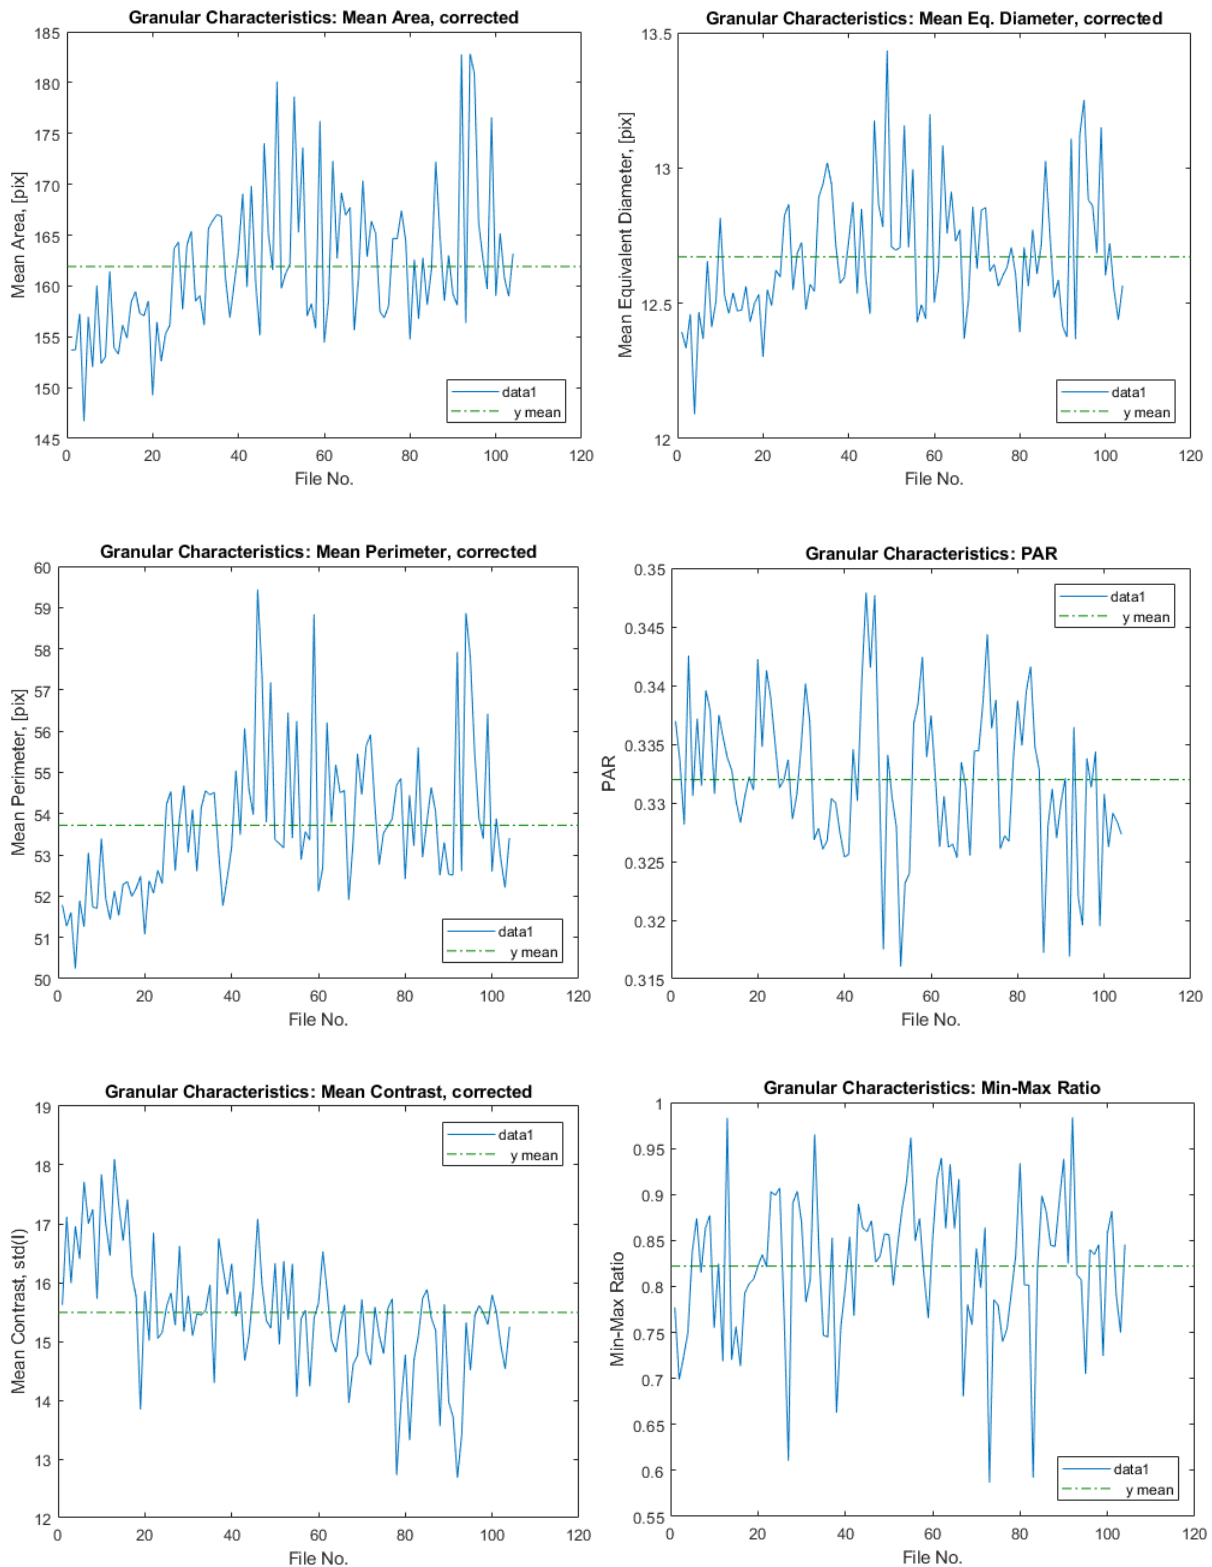 Granular Characteristics: Mean Area, corrected
185
180
175
170
165
160
155
150
145
Mean Area, [pix]
data1
y mean
0 20 40 60 80 100 120
File No.
Granular Characteristics: Mean Eq. Diameter, corrected
13.5
13
12.5
12
Mean Equivalent Diameter, [pix]
data1
y mean
0 20 40 60 80 100 120
File No.
Granular Characteristics: Mean Perimeter, corrected
60
59
58
57
56
55
54
53
52
51
50
Mean Perimeter, [pix]
data1
y mean
0 20 40 60 80 100 120
File No.
Granular Characteristics: PAR
0.35
0.345
0.34
0.335
0.33
0.325
0.32
0.315
PAR
data1
y mean
0 20 40 60 80 100 120
File No.
Granular Characteristics: Mean Contrast, corrected
19
18
17
16
15
14
13
12
Mean Contrast, std(I)
data1
y mean
0 20 40 60 80 100 120
File No.
Granular Characteristics: Min-Max Ratio
1
0.95
0.9
0.85
0.8
0.75
0.7
0.65
0.6
0.55
Min-Max Ratio
data1
y mean
0 20 40 60 80 100 120
File No.